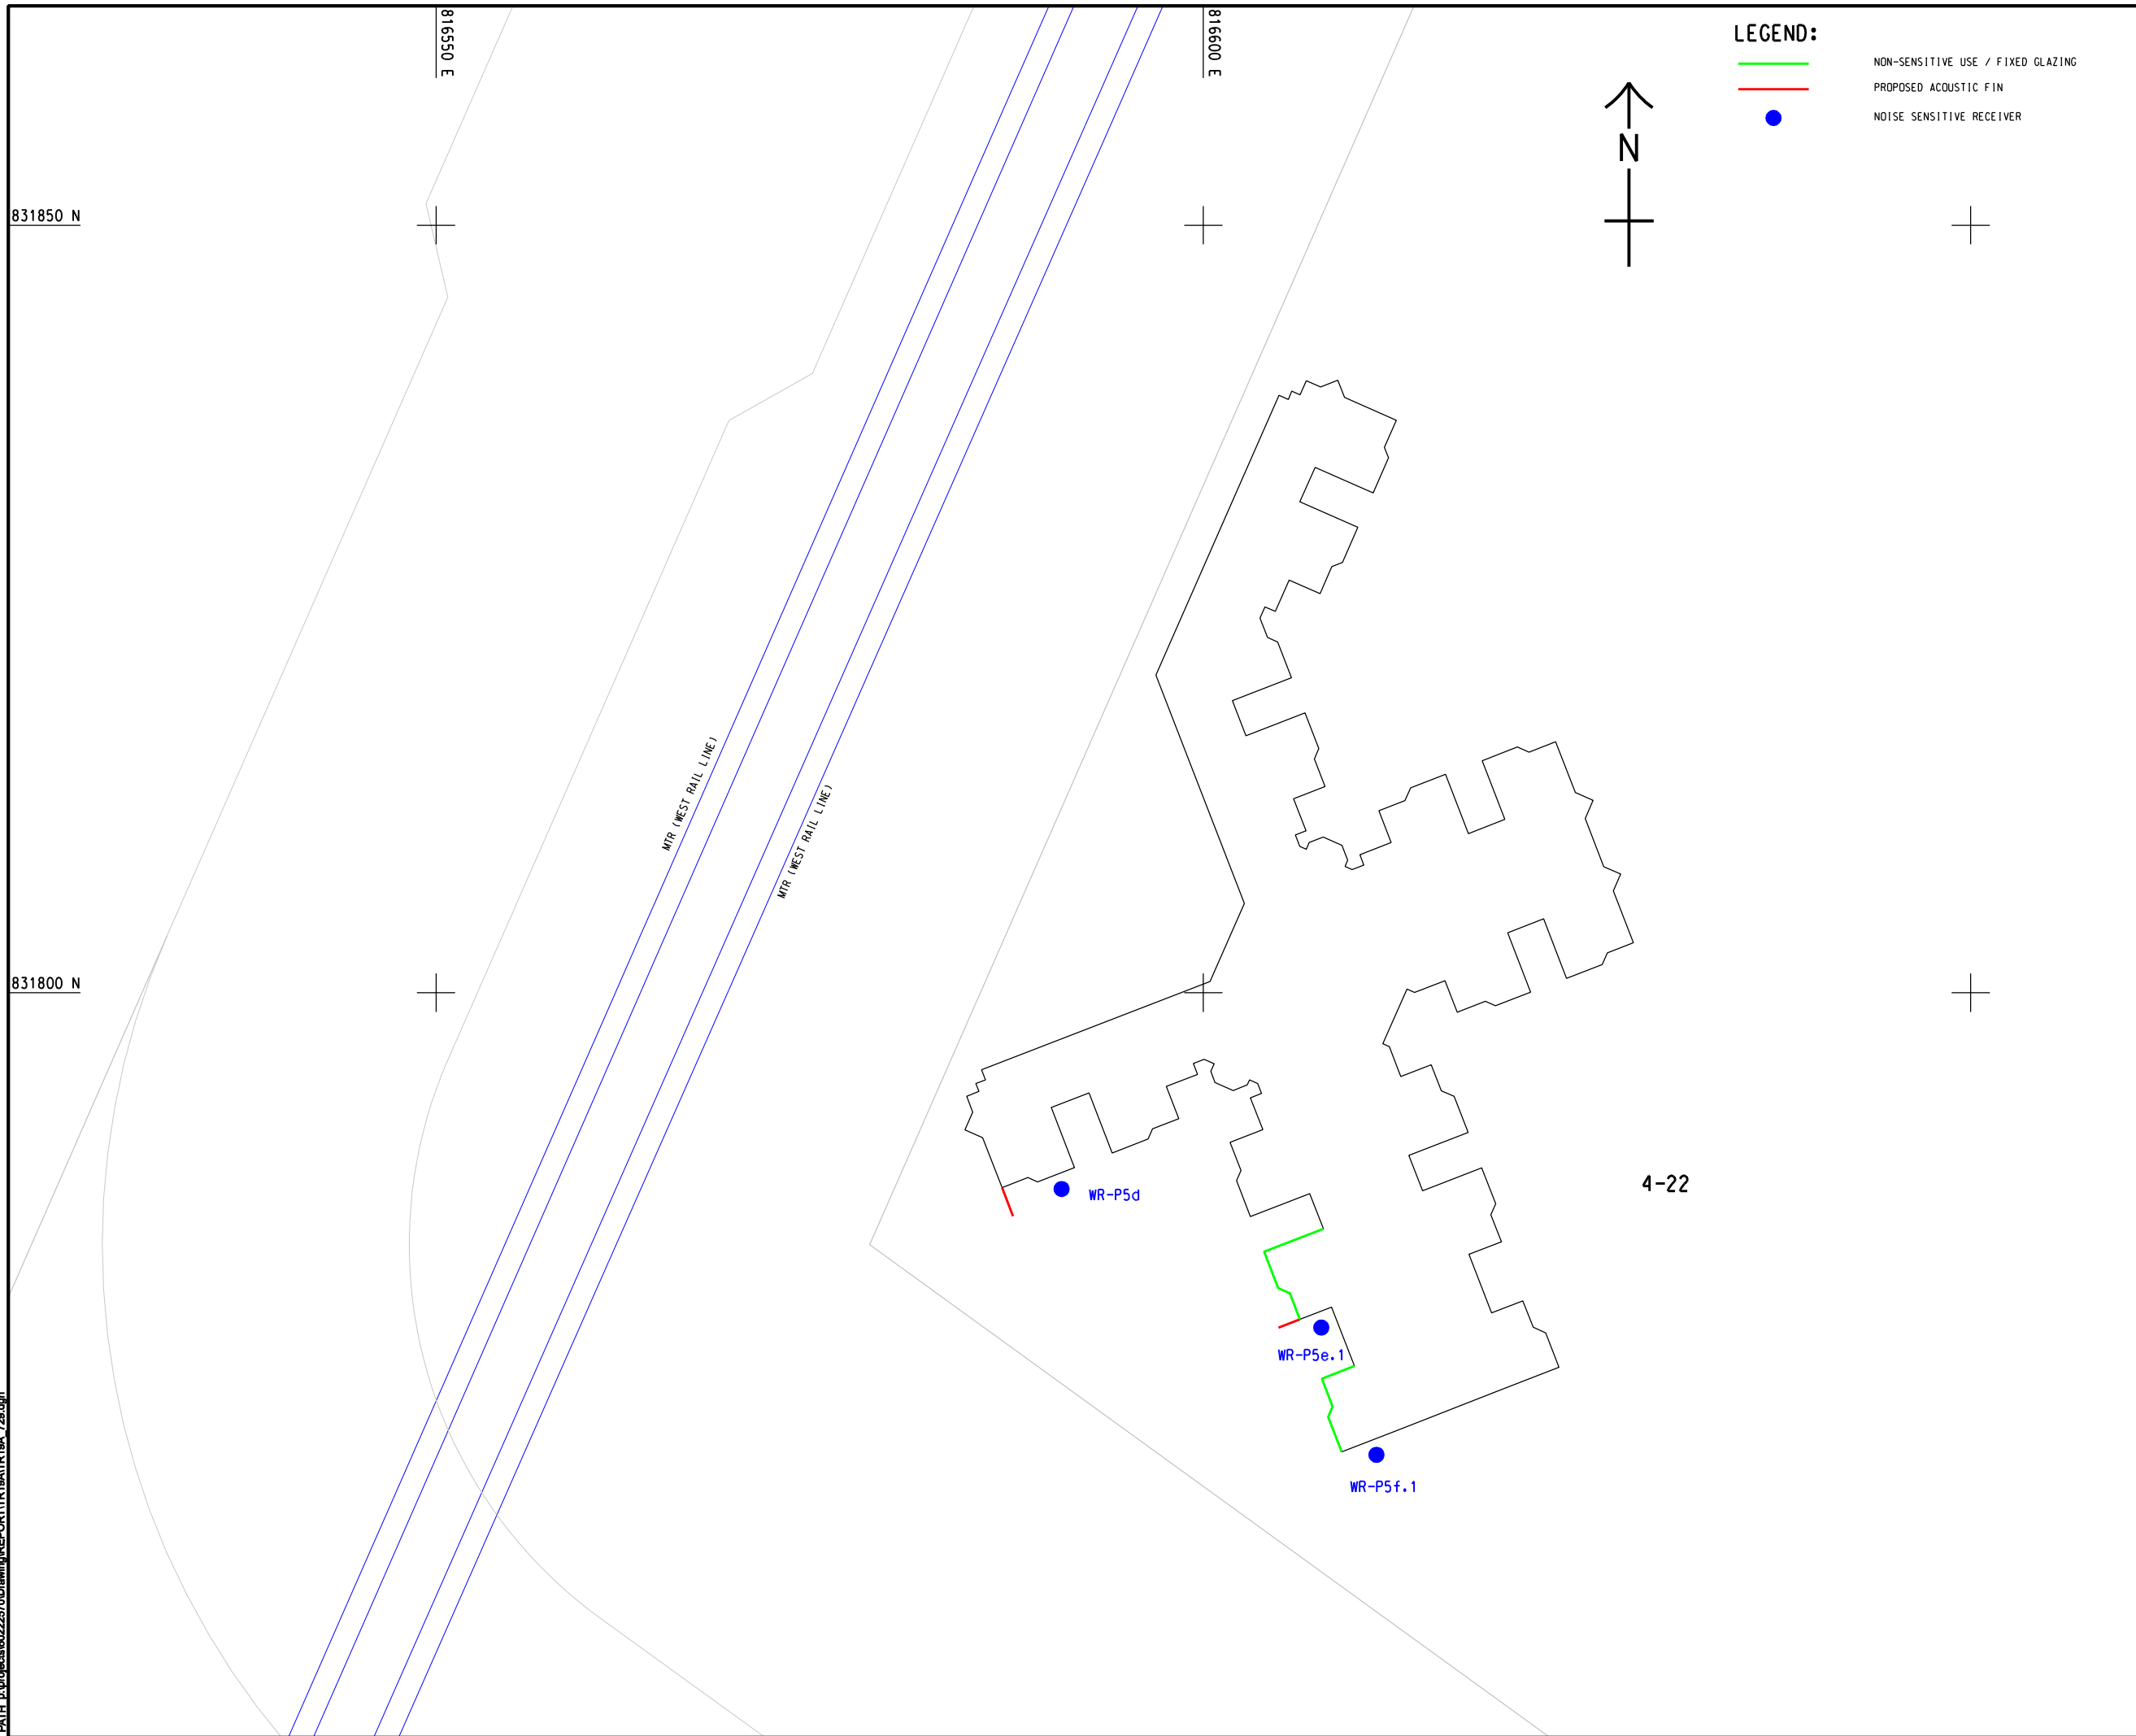 816550 E
816600 E
LEGEND:
NON-SENSITIVE USE / FIXED GLAZING
PROPOSED ACOUSTIC FIN
NOISE SENSITIVE RECEIVER
N
831850 N
MTR (WEST RAIL LINE)
MTR (WEST RAIL LINE)
831800 N
4-22
WR-P5d
WR-P5e.1
WR-P5f.1